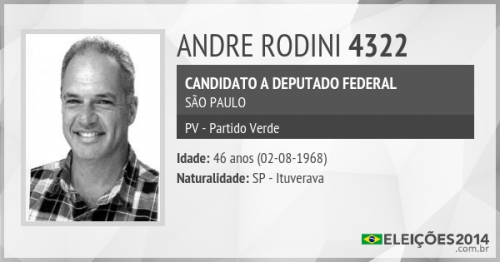 ANDRE RODINI 4322
CANDIDATO A DEPUTADO FEDERAL
SÃO PAULO
PV - Partido Verde
Idade: 46 anos (02-08-1968)
Naturalidade: SP - Ituverava
ELEIÇÕES2014
.com.br